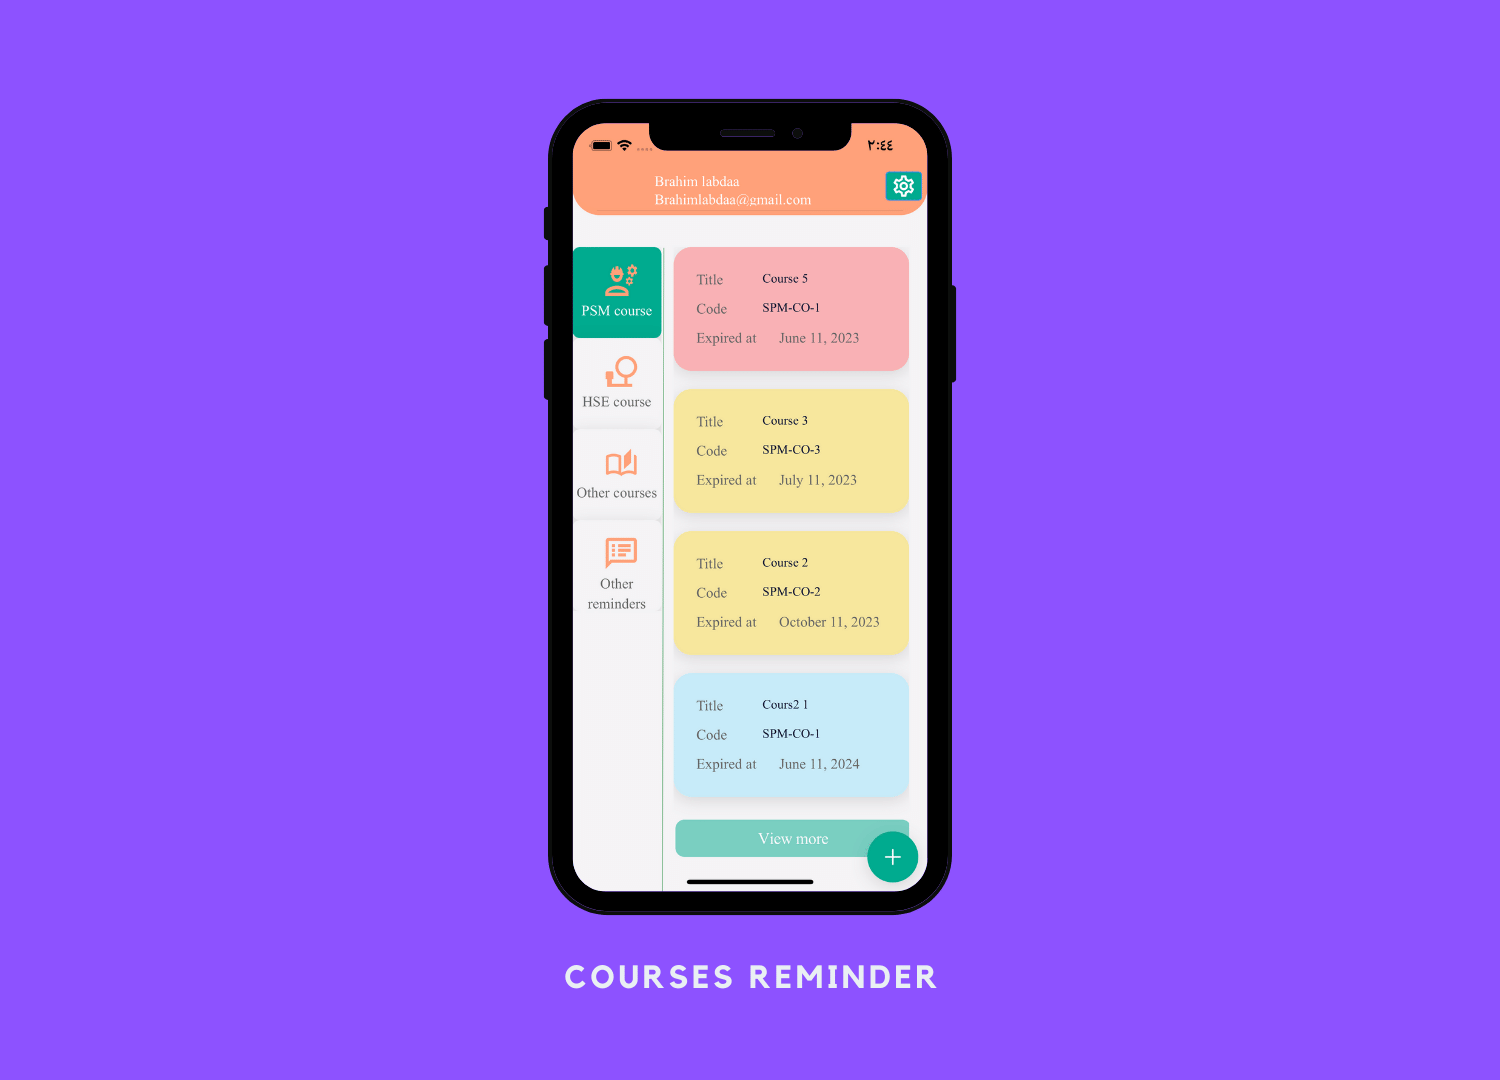 ٢:٤٤
Brahim labdaa
Brahimlabdaa@gmail.com
PSM course
HSE course
Other courses
Other
reminders
Title Course 5
Code SPM-CO-1
Expired at June 11, 2023
Title Course 3
Code SPM-CO-3
Expired at July 11, 2023
Title Course 2
Code SPM-CO-2
Expired at October 11, 2023
Title Cours2 1
Code SPM-CO-1
Expired at June 11, 2024
View more
COURSES REMINDER